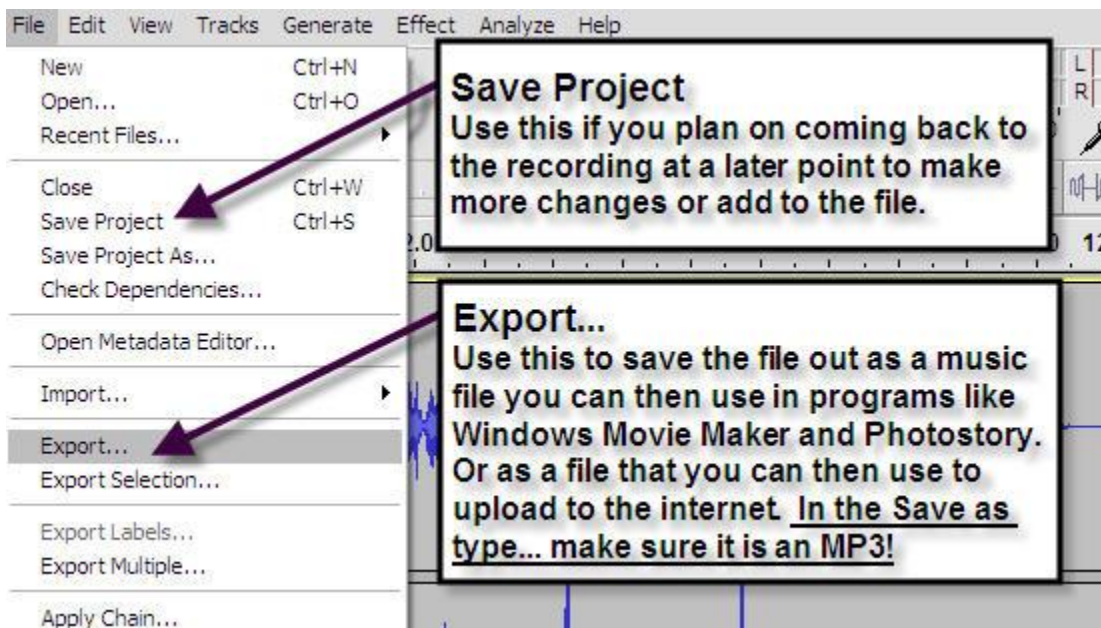 File Edit View Tracks Generate Effect Analyze Help
New Ctrl+N
Open... Ctrl+O
Recent Files...
Close Ctrl+W
Save Project Ctrl+S
Save Project As...
Check Dependencies...
Open Metadata Editor...
Import...
Export...
Export Selection...
Export Labels...
Export Multiple...
Apply Chain...
Save Project
Use this if you plan on coming back to
the recording at a later point to make
more changes or add to the file.
L
R
Export...
Use this to save the file out as a music
file you can then use in programs like
Windows Movie Maker and Photostory.
Or as a file that you can then use to
upload to the internet. In the Save as
type... make sure it is an MP3!